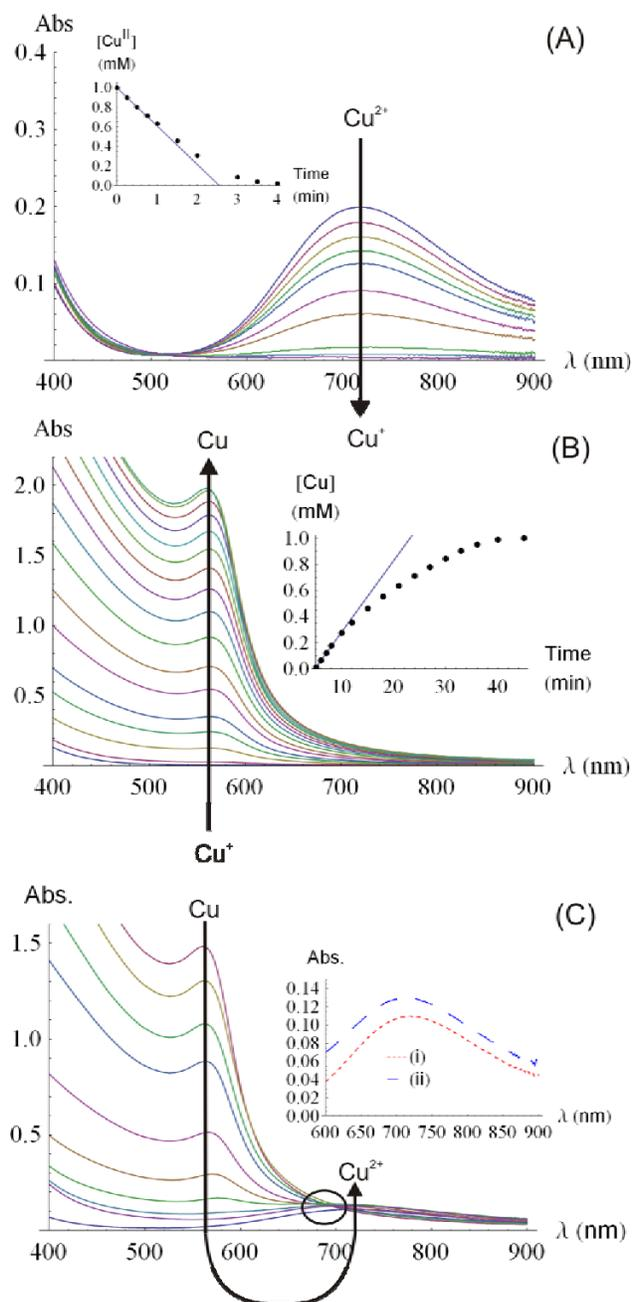 Abs
(A)
0.4
0.3
0.2
0.1
[Cu^II]
(mM)
1.0
0.8
0.6
0.4
0.2
0.0
0 1 2 3 4
Time
(min)
Cu²⁺
400 500 600 700 800 900
λ (nm)
Cu⁺
Abs
(B)
Cu
2.0
1.5
1.0
0.5
[Cu]
(mM)
1.0
0.8
0.6
0.4
0.2
0.0
10 20 30 40
Time
(min)
400 500 600 700 800 900
λ (nm)
Cu⁺
Abs.
(C)
Cu
1.5
1.0
0.5
Abs.
0.14
0.12
0.10
0.08
0.06
0.04
0.02
0.00
(i)
(ii)
600 650 700 750 800 850 900
λ (nm)
Cu²⁺
400 500 600 700 800 900
λ (nm)